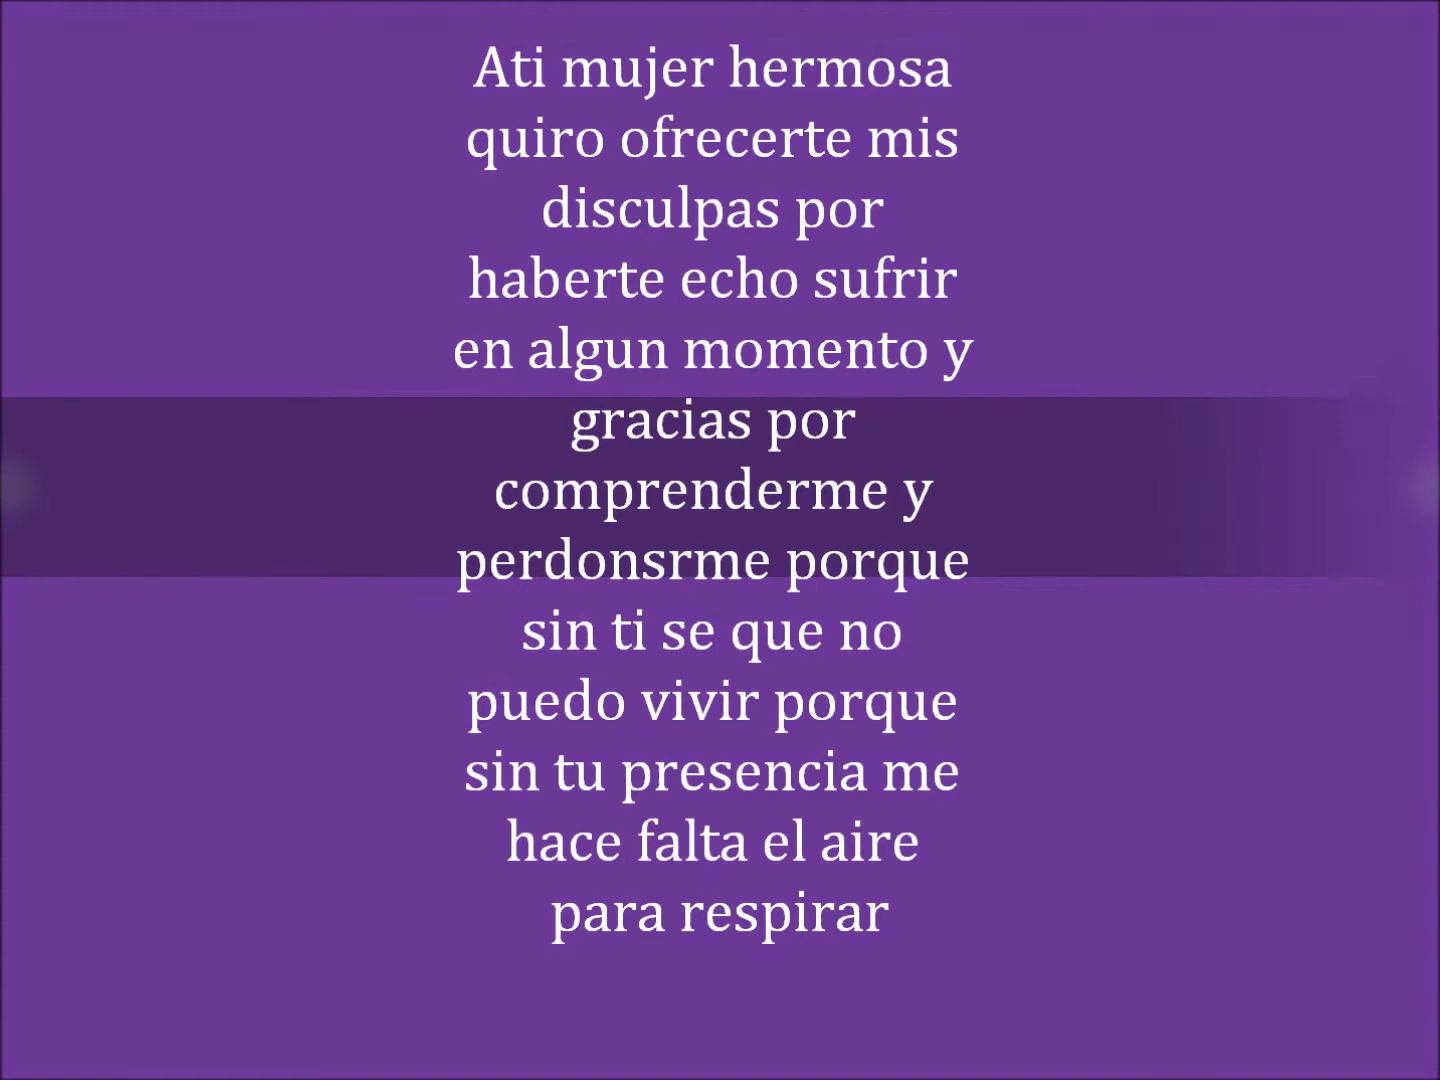 Ati mujer hermosa
quiro ofrecerte mis
disculpas por
haberte echo sufrir
en algun momento y
gracias por
comprenderme y
perdonsrme porque
sin ti se que no
puedo vivir porque
sin tu presencia me
hace falta el aire
para respirar